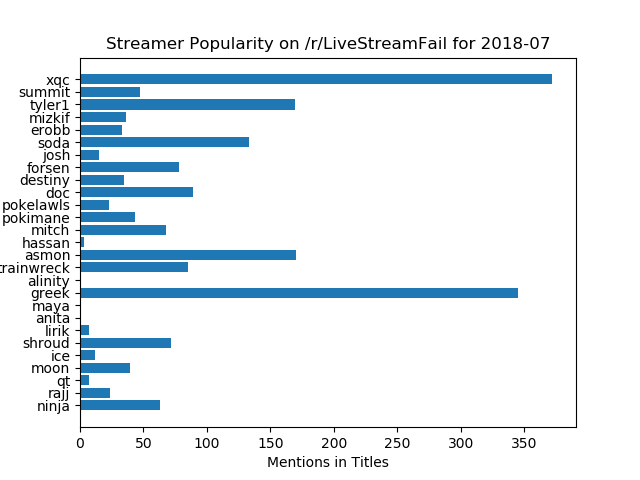 Streamer Popularity on /r/LiveStreamFail for 2018-07
xqc
summit
tyler1
mizkif
erobb
soda
josh
forsen
destiny
doc
pokelawls
pokimane
mitch
hassan
asmon
trainwreck
alinity
greek
maya
anita
lirik
shroud
ice
moon
qt
rajj
ninja
0 50 100 150 200 250 300 350
Mentions in Titles